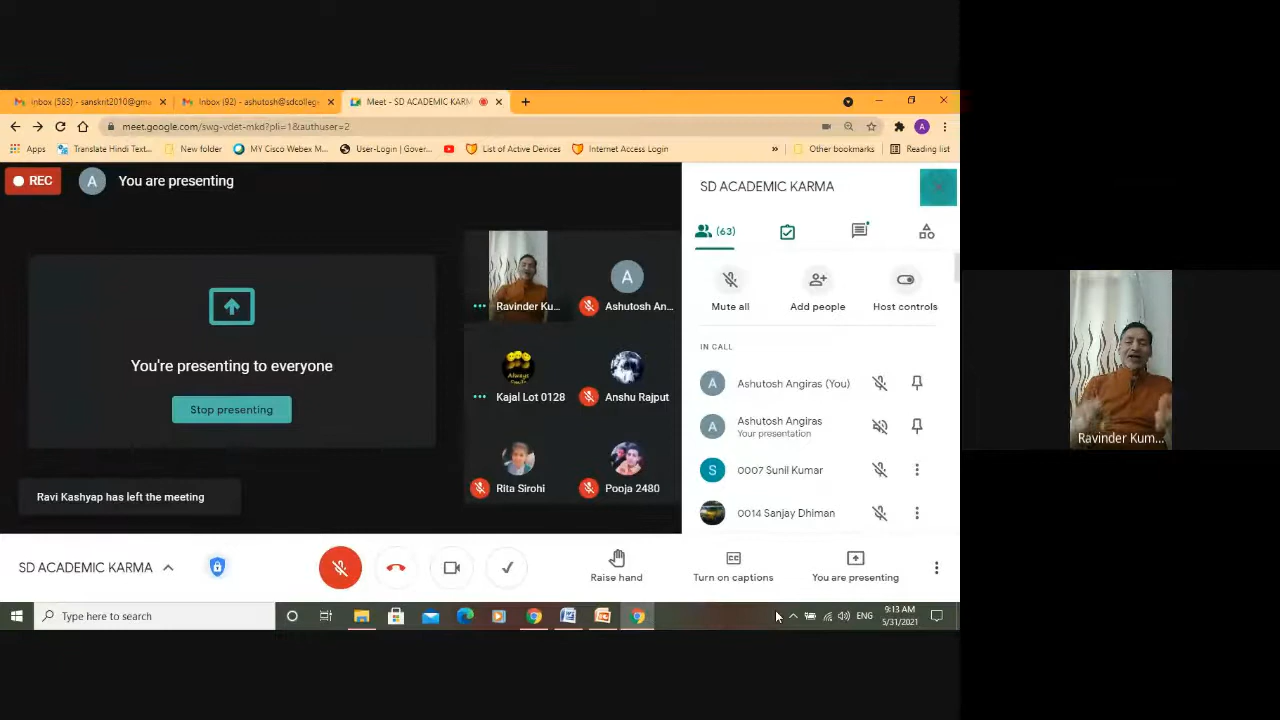 inbox (583) - sanskrit2010@gma
Inbox (92) - ashutosh@sdcolleg
Meet - SD ACADEMIC KARM
meet.google.com/swg-vdet-mkd?pli=1&authuser=2
Apps
Translate Hindi Text...
New folder
MY Cisco Webex M...
User-Login | Gover...
List of Active Devices
Internet Access Login
»
Other bookmarks
Reading list
REC
A
You are presenting
You're presenting to everyone
Stop presenting
Ravi Kashyap has left the meeting
Ravinder Ku...
A
Ashutosh An...
Always
Kajal Lot 0128
Anshu Rajput
Rita Sirohi
Pooja 2480
SD ACADEMIC KARMA
(63)
Mute all
Add people
Host controls
IN CALL
A
Ashutosh Angiras (You)
A
Ashutosh Angiras
Your presentation
S
0007 Sunil Kumar
0014 Sanjay Dhiman
SD ACADEMIC KARMA
Raise hand
Turn on captions
You are presenting
Type here to search
ENG
9:13 AM
5/31/2021
Ravinder Kum...